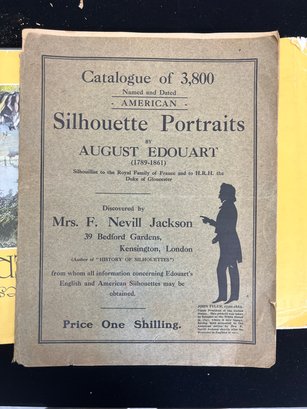 Catalogue of 3,800
Named and Dated
- AMERICAN -
Silhouette Portraits
BY
AUGUST EDOUART
(1789-1861)
Silhouettist to the Royal Family of France and to H.R.H. the
Duke of Gloucester
Discovered by
Mrs. F. Nevill Jackson
39 Bedford Gardens,
Kensington, London
(Author of "HISTORY OF SILHOUETTES")
from whom all information concerning Edouart's
English and American Silhouettes may be
obtained.
Price One Shilling.
JOHN TYLER,